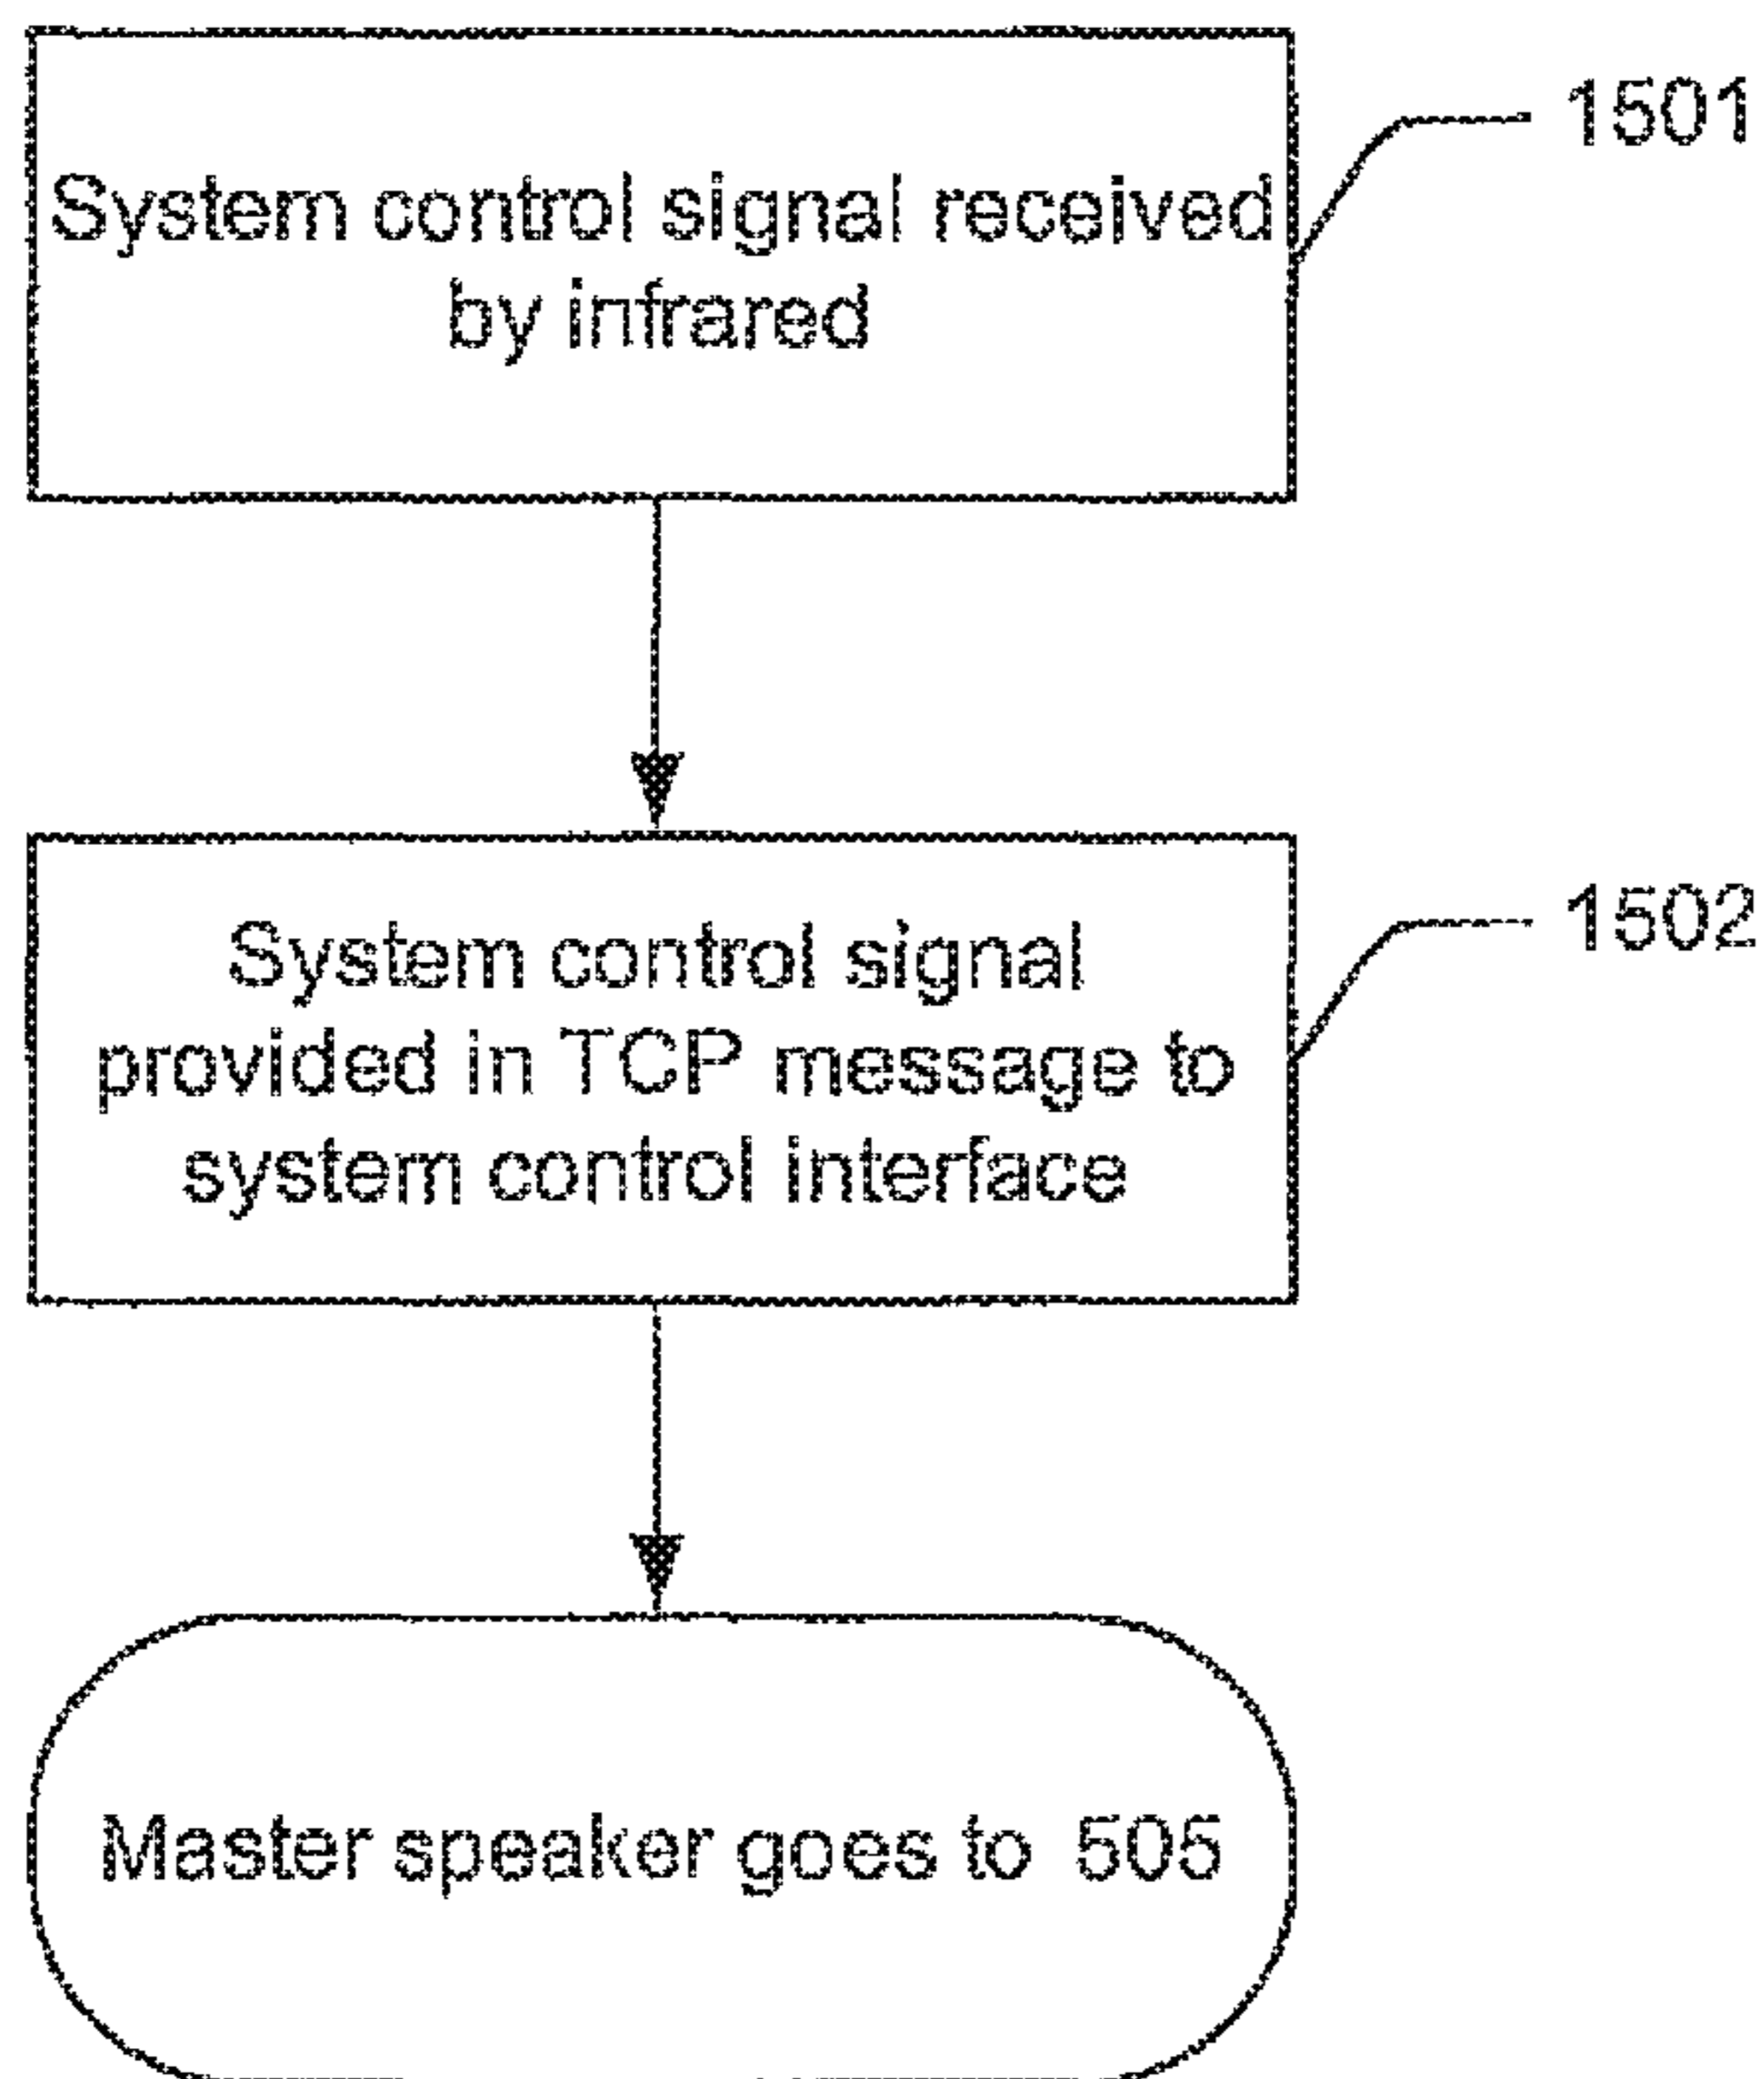 System control signal received
by infrared
1501
System control signal
provided in TCP message to
system control interface
1502
Master speaker goes to 505